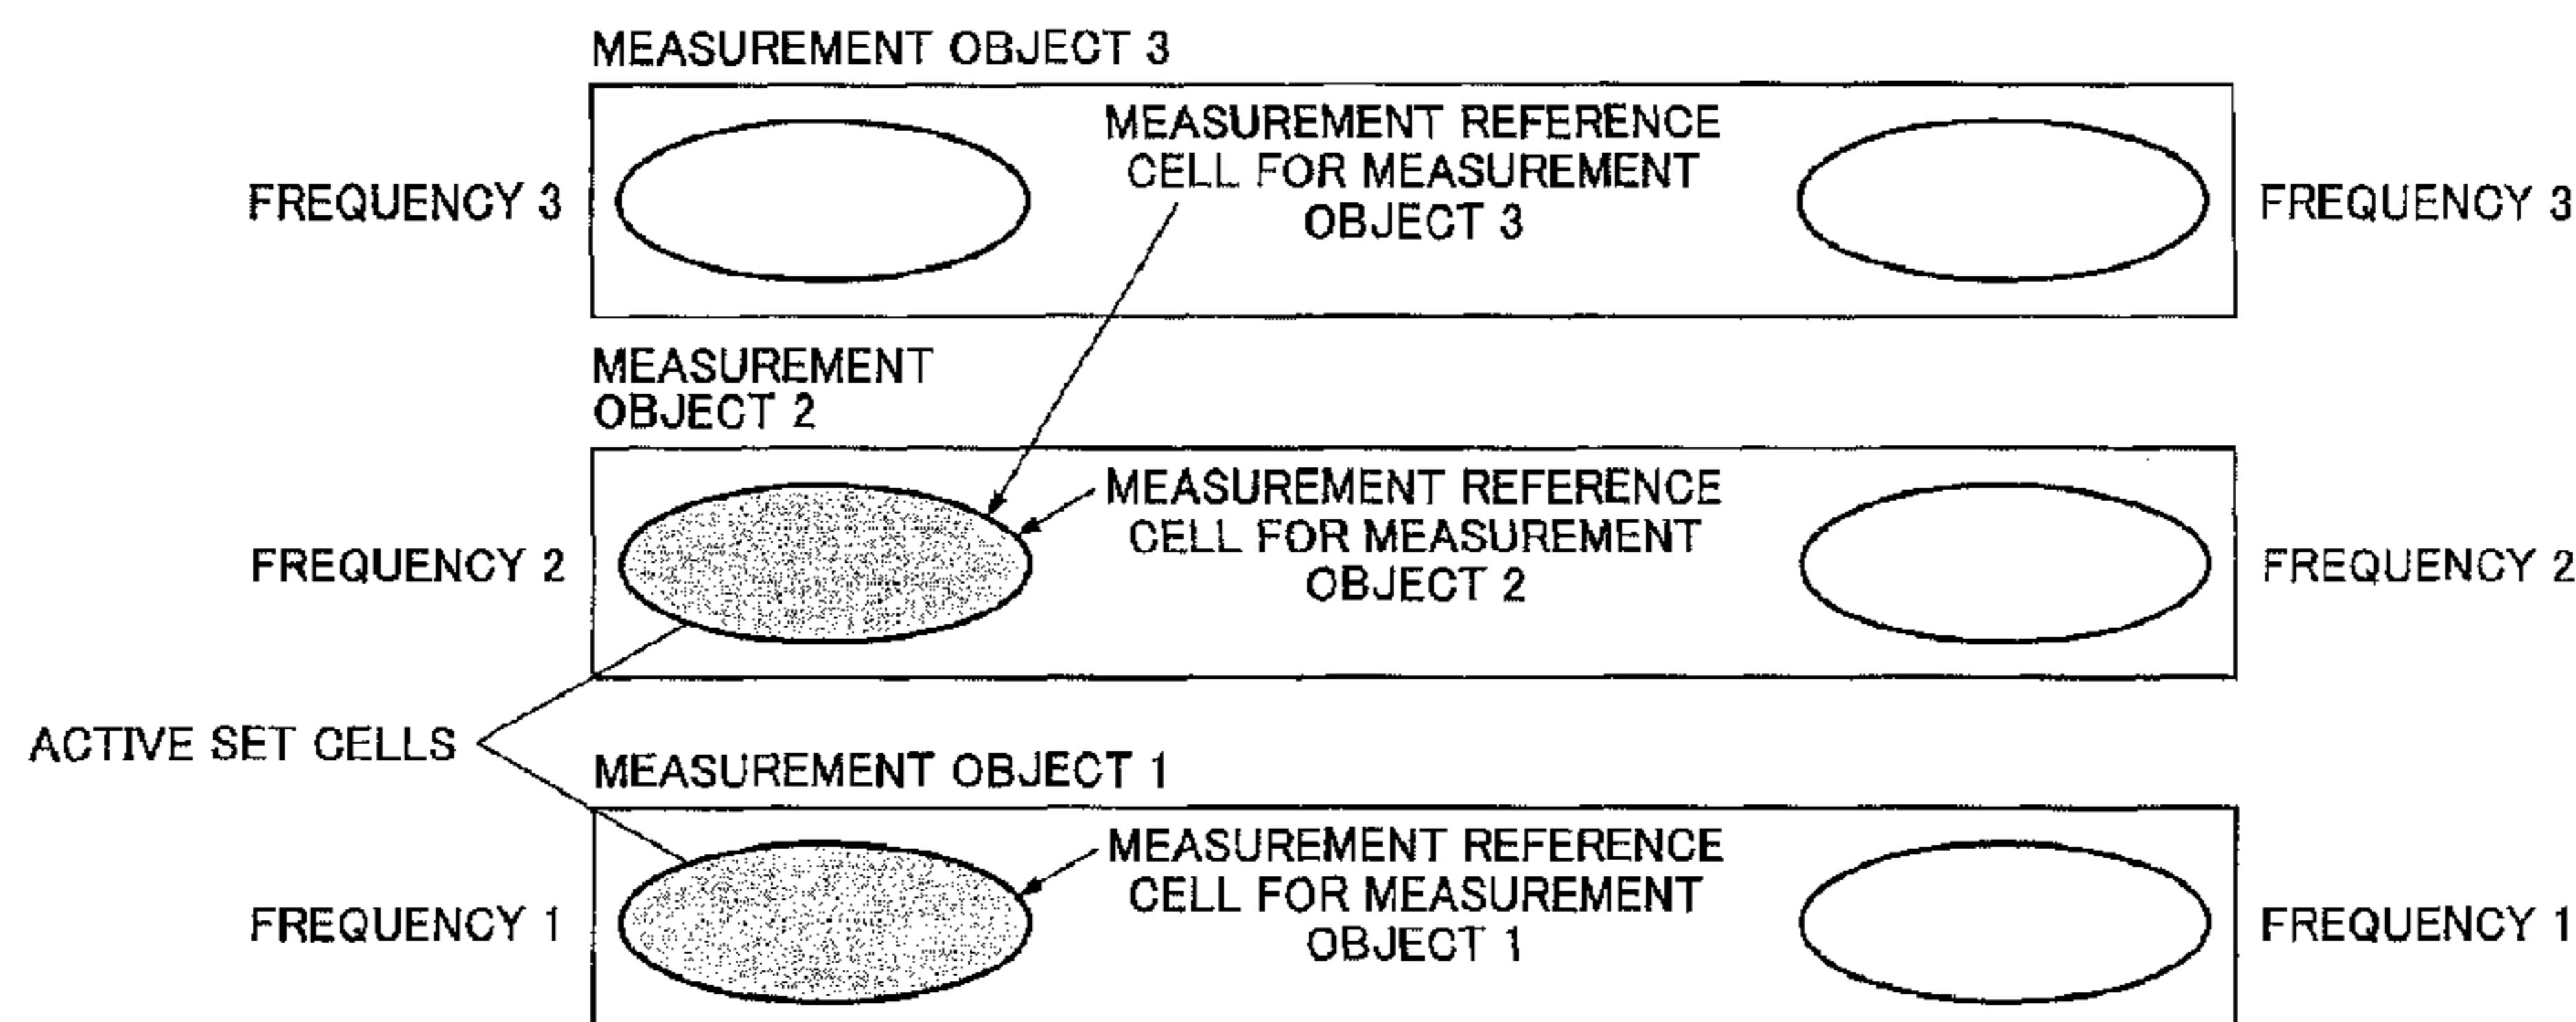 MEASUREMENT OBJECT 3
MEASUREMENT REFERENCE
CELL FOR MEASUREMENT
OBJECT 3
FREQUENCY 3
FREQUENCY 3
MEASUREMENT
OBJECT 2
MEASUREMENT REFERENCE
CELL FOR MEASUREMENT
OBJECT 2
FREQUENCY 2
FREQUENCY 2
ACTIVE SET CELLS
MEASUREMENT OBJECT 1
MEASUREMENT REFERENCE
CELL FOR MEASUREMENT
OBJECT 1
FREQUENCY 1
FREQUENCY 1